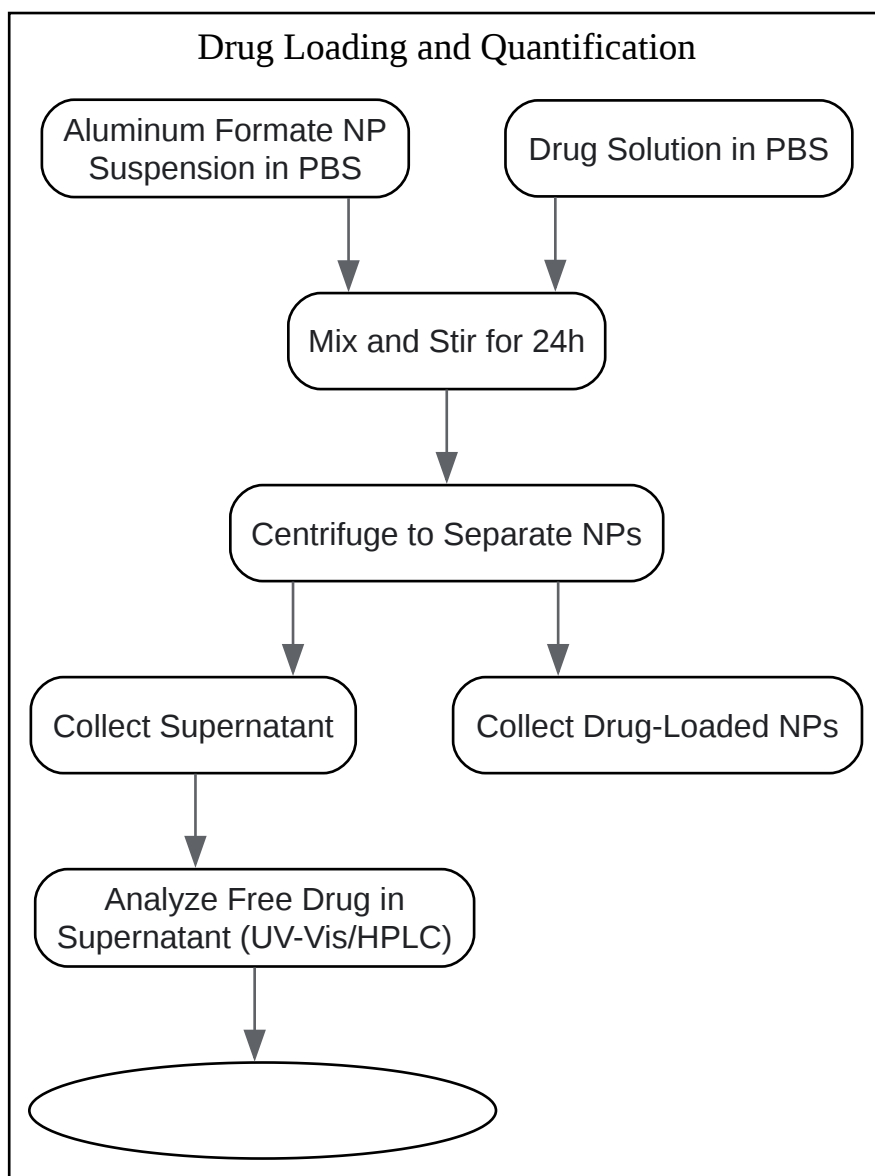 Drug Loading and Quantification
Aluminum Formate NP
Suspension in PBS
Drug Solution in PBS
Mix and Stir for 24h
Centrifuge to Separate NPs
Collect Supernatant
Collect Drug-Loaded NPs
Analyze Free Drug in
Supernatant (UV-Vis/HPLC)